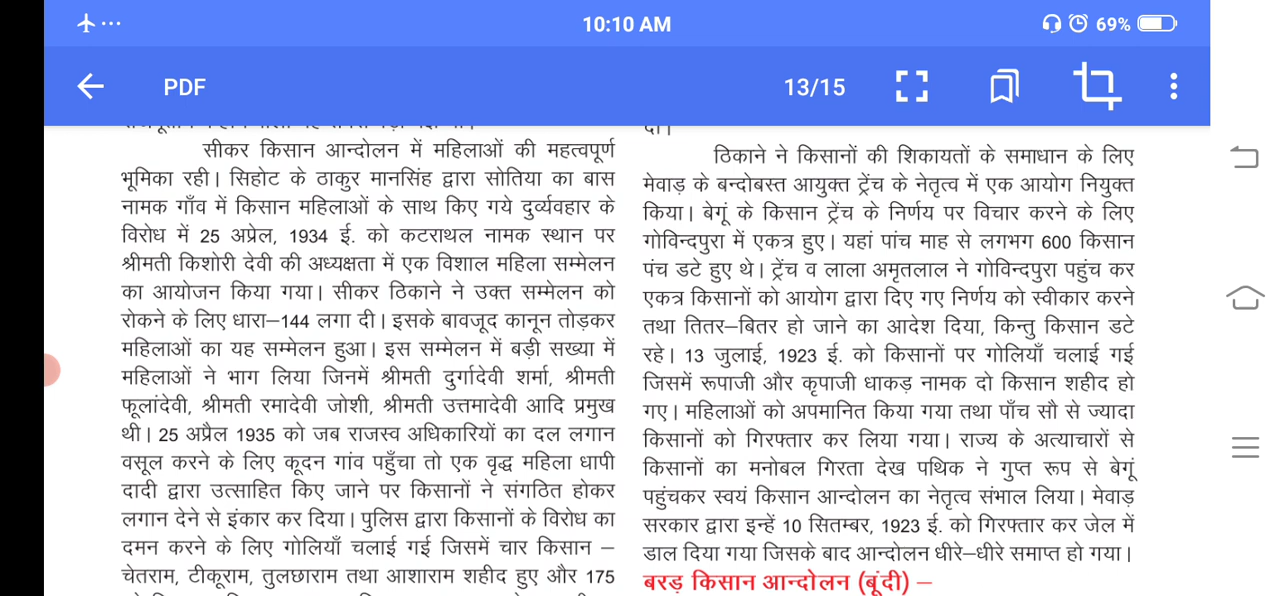 10:10 AM
69%
PDF
13/15
सीकर किसान आन्दोलन में महिलाओं की महत्वपूर्ण
भूमिका रही। सिहोट के ठाकुर मानसिंह द्वारा सोतिया का बास
नामक गाँव में किसान महिलाओं के साथ किए गये दुर्व्यवहार के
विरोध में 25 अप्रेल, 1934 ई. को कटराथल नामक स्थान पर
श्रीमती किशोरी देवी की अध्यक्षता में एक विशाल महिला सम्मेलन
का आयोजन किया गया। सीकर ठिकाने ने उक्त सम्मेलन को
रोकने के लिए धारा–144 लगा दी। इसके बावजूद कानून तोड़कर
महिलाओं का यह सम्मेलन हुआ। इस सम्मेलन में बड़ी सख्या में
महिलाओं ने भाग लिया जिनमें श्रीमती दुर्गादेवी शर्मा, श्रीमती
फूलांदेवी, श्रीमती रमादेवी जोशी, श्रीमती उत्तमादेवी आदि प्रमुख
थी। 25 अप्रैल 1935 को जब राजस्व अधिकारियों का दल लगान
वसूल करने के लिए कूदन गांव पहुँचा तो एक वृद्ध महिला धापी
दादी द्वारा उत्साहित किए जाने पर किसानों ने संगठित होकर
लगान देने से इंकार कर दिया। पुलिस द्वारा किसानों के विरोध का
दमन करने के लिए गोलियाँ चलाई गई जिसमें चार किसान –
चेतराम, टीकूराम, तुलछाराम तथा आशाराम शहीद हुए और 175
दी।
ठिकाने ने किसानों की शिकायतों के समाधान के लिए
मेवाड़ के बन्दोबस्त आयुक्त ट्रेंच के नेतृत्व में एक आयोग नियुक्त
किया। बेगूं के किसान ट्रेंच के निर्णय पर विचार करने के लिए
गोविन्दपुरा में एकत्र हुए। यहां पांच माह से लगभग 600 किसान
पंच डटे हुए थे। ट्रेंच व लाला अमृतलाल ने गोविन्दपुरा पहुंच कर
एकत्र किसानों को आयोग द्वारा दिए गए निर्णय को स्वीकार करने
तथा तितर–बितर हो जाने का आदेश दिया, किन्तु किसान डटे
रहे। 13 जुलाई, 1923 ई. को किसानों पर गोलियाँ चलाई गई
जिसमें रूपाजी और कृपाजी धाकड़ नामक दो किसान शहीद हो
गए। महिलाओं को अपमानित किया गया तथा पाँच सौ से ज्यादा
किसानों को गिरफ्तार कर लिया गया। राज्य के अत्याचारों से
किसानों का मनोबल गिरता देख पथिक ने गुप्त रूप से बेगूं
पहुंचकर स्वयं किसान आन्दोलन का नेतृत्व संभाल लिया। मेवाड़
सरकार द्वारा इन्हें 10 सितम्बर, 1923 ई. को गिरफ्तार कर जेल में
डाल दिया गया जिसके बाद आन्दोलन धीरे–धीरे समाप्त हो गया।
बरड़ किसान आन्दोलन (बूंदी) –